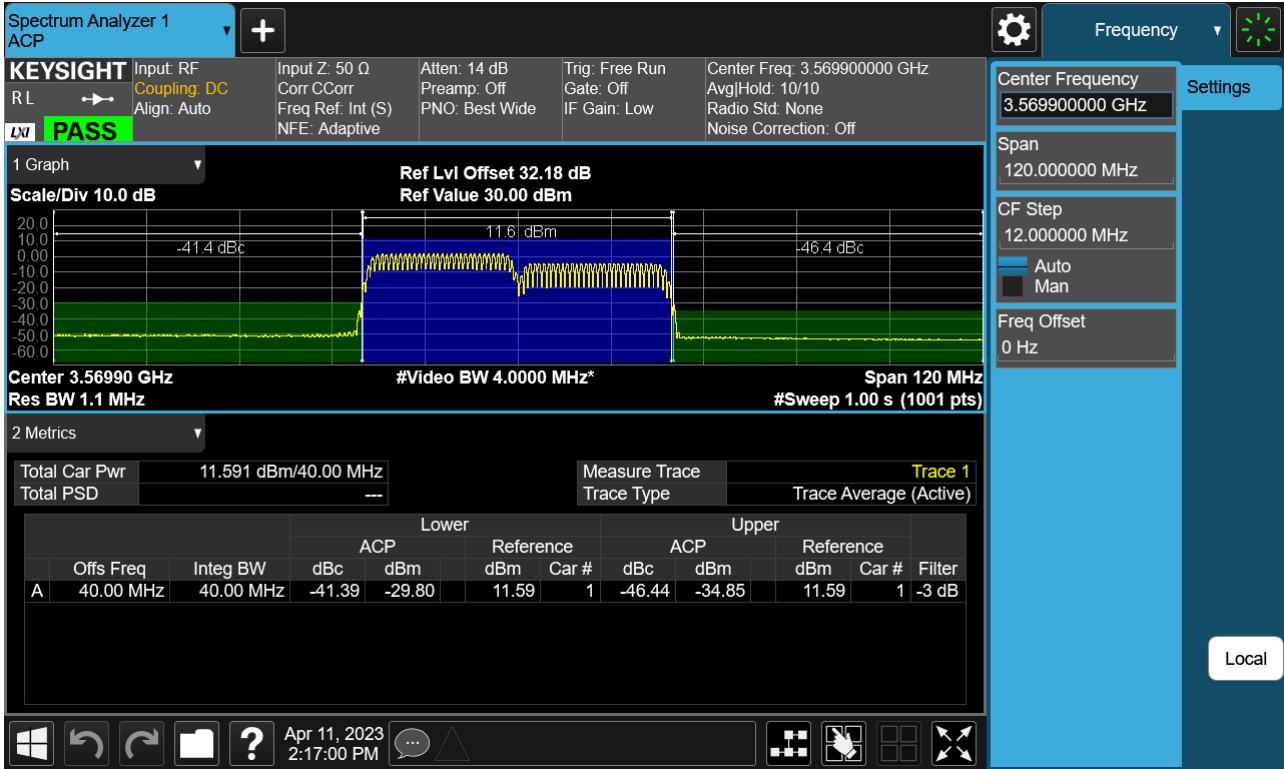 Spectrum Analyzer 1
ACP
Frequency
KEYSIGHT
R L
LXI PASS
Input: RF
Coupling: DC
Align: Auto
Input Z: 50 Ω
Corr CCorr
Freq Ref: Int (S)
NFE: Adaptive
Atten: 14 dB
Preamp: Off
PNO: Best Wide
Trig: Free Run
Gate: Off
IF Gain: Low
Center Freq: 3.569900000 GHz
Avg|Hold: 10/10
Radio Std: None
Noise Correction: Off
Center Frequency
3.569900000 GHz
Settings
Span
120.000000 MHz
CF Step
12.000000 MHz
Auto
Man
Freq Offset
0 Hz
Local
1 Graph
Scale/Div 10.0 dB
Ref Lvl Offset 32.18 dB
Ref Value 30.00 dBm
20.0
10.0
0.00
-10.0
-20.0
-30.0
-40.0
-50.0
-60.0
-41.4 dBc
11.6 dBm
-46.4 dBc
Center 3.56990 GHz #Video BW 4.0000 MHz* Span 120 MHz
Res BW 1.1 MHz #Sweep 1.00 s (1001 pts)
2 Metrics
Total Car Pwr 11.591 dBm/40.00 MHz Measure Trace Trace 1
Total PSD --- Trace Type Trace Average (Active)
Lower Upper
ACP Reference ACP Reference
Offs Freq Integ BW dBc dBm dBm Car # dBc dBm dBm Car # Filter
A 40.00 MHz 40.00 MHz -41.39 -29.80 11.59 1 -46.44 -34.85 11.59 1 -3 dB
Apr 11, 2023
2:17:00 PM